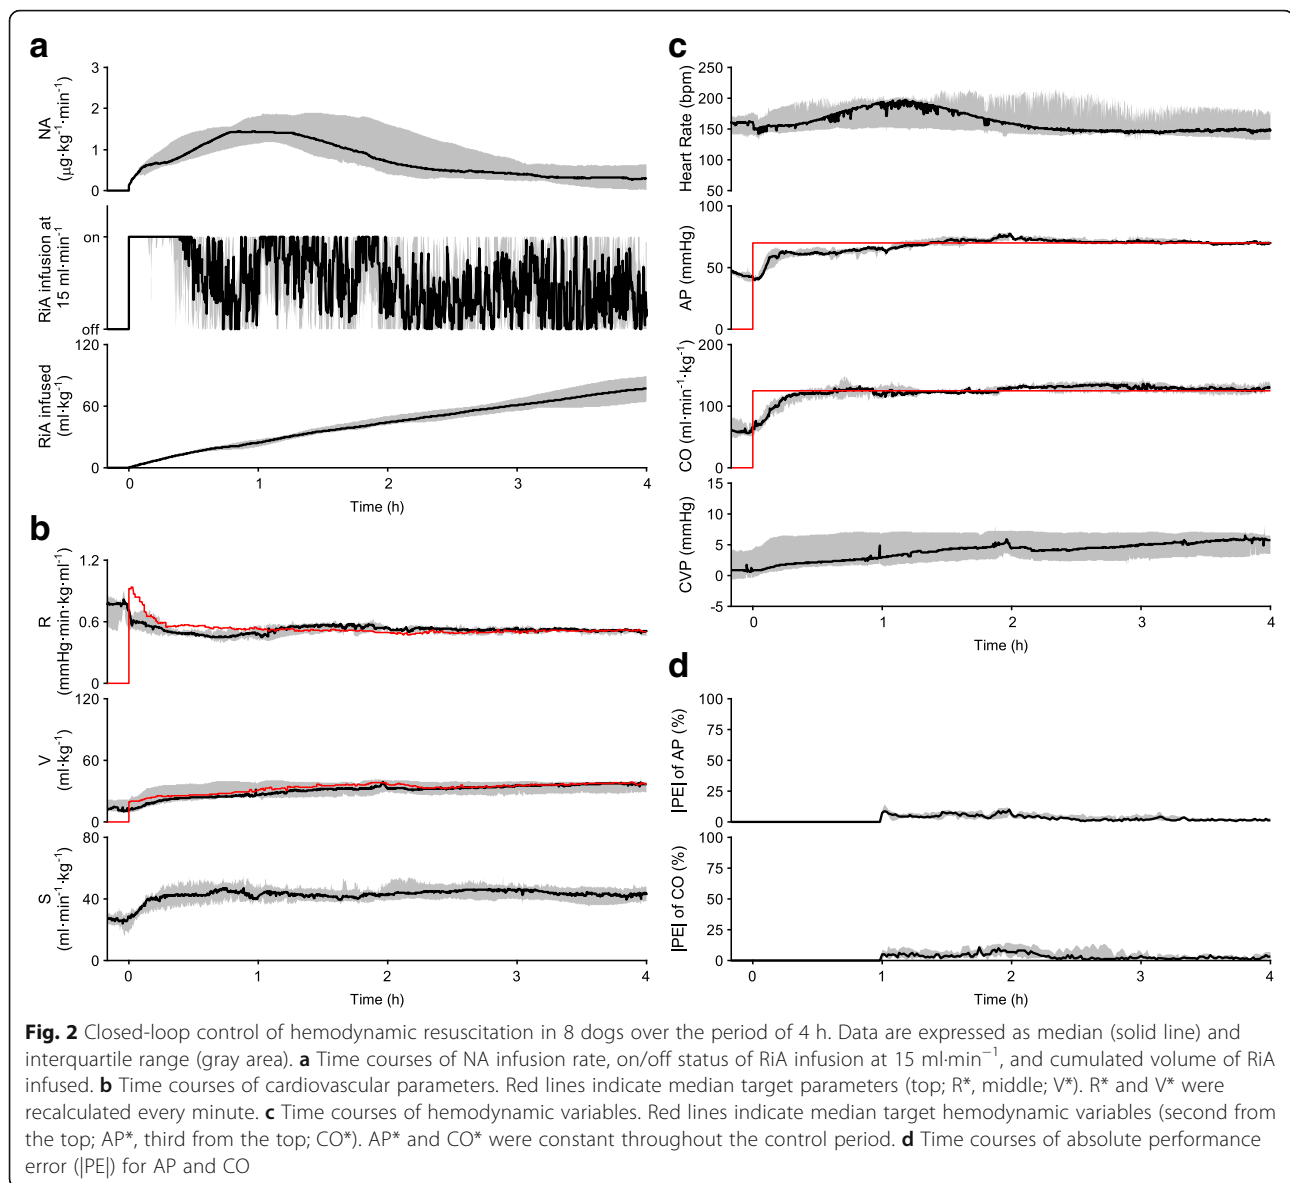 a
NA
(µg·kg-1·min-1)
3
2
1
0
RiA infusion at
15 ml·min-1
on
off
RiA infused
(ml·kg-1)
120
60
0
0 1 2 3 4
Time (h)
b
R
(mmHg·min·kg·ml-1)
1.2
0.6
0
V
(ml·kg-1)
120
60
0
S
(ml·min-1·kg-1)
80
40
0
0 1 2 3 4
Time (h)
c
Heart Rate (bpm)
250
200
150
100
50
AP (mmHg)
100
50
0
CO (ml·min-1·kg-1)
200
100
0
CVP (mmHg)
15
10
5
0
-5
0 1 2 3 4
Time (h)
d
|PE| of AP (%)
100
75
50
25
0
|PE| of CO (%)
100
75
50
25
0
0 1 2 3 4
Time (h)
Fig. 2 Closed-loop control of hemodynamic resuscitation in 8 dogs over the period of 4 h. Data are expressed as median (solid line) and
interquartile range (gray area). a Time courses of NA infusion rate, on/off status of RiA infusion at 15 ml·min−1, and cumulated volume of RiA
infused. b Time courses of cardiovascular parameters. Red lines indicate median target parameters (top; R*, middle; V*). R* and V* were
recalculated every minute. c Time courses of hemodynamic variables. Red lines indicate median target hemodynamic variables (second from
the top; AP*, third from the top; CO*). AP* and CO* were constant throughout the control period. d Time courses of absolute performance
error (|PE|) for AP and CO